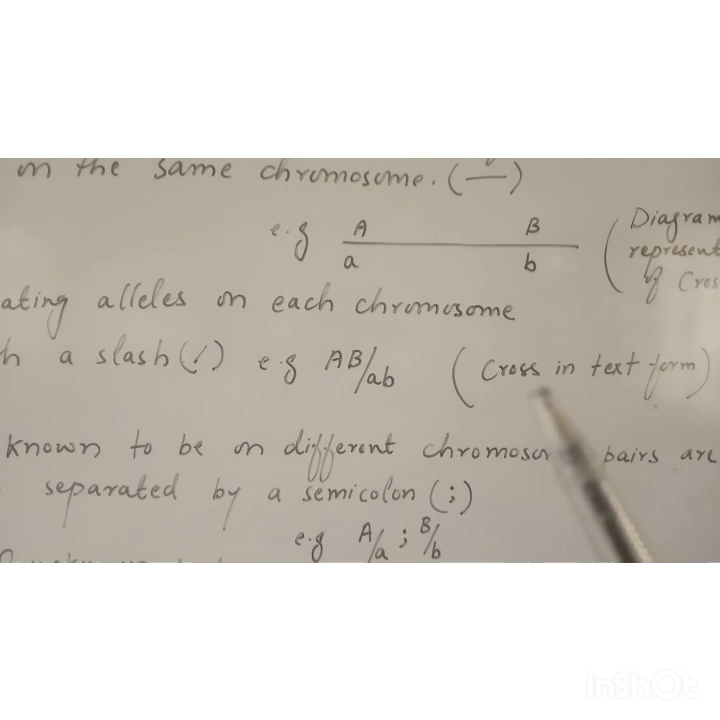 on the same chromosome. (—)
e.g A B (Diagram
a b represent
of Cros
ating alleles on each chromosome
h a slash (/) e.g AB/ab (Cross in text form)
known to be on different chromoso pairs are
separated by a semicolon (;)
e.g A/a ; B/b
InShOt